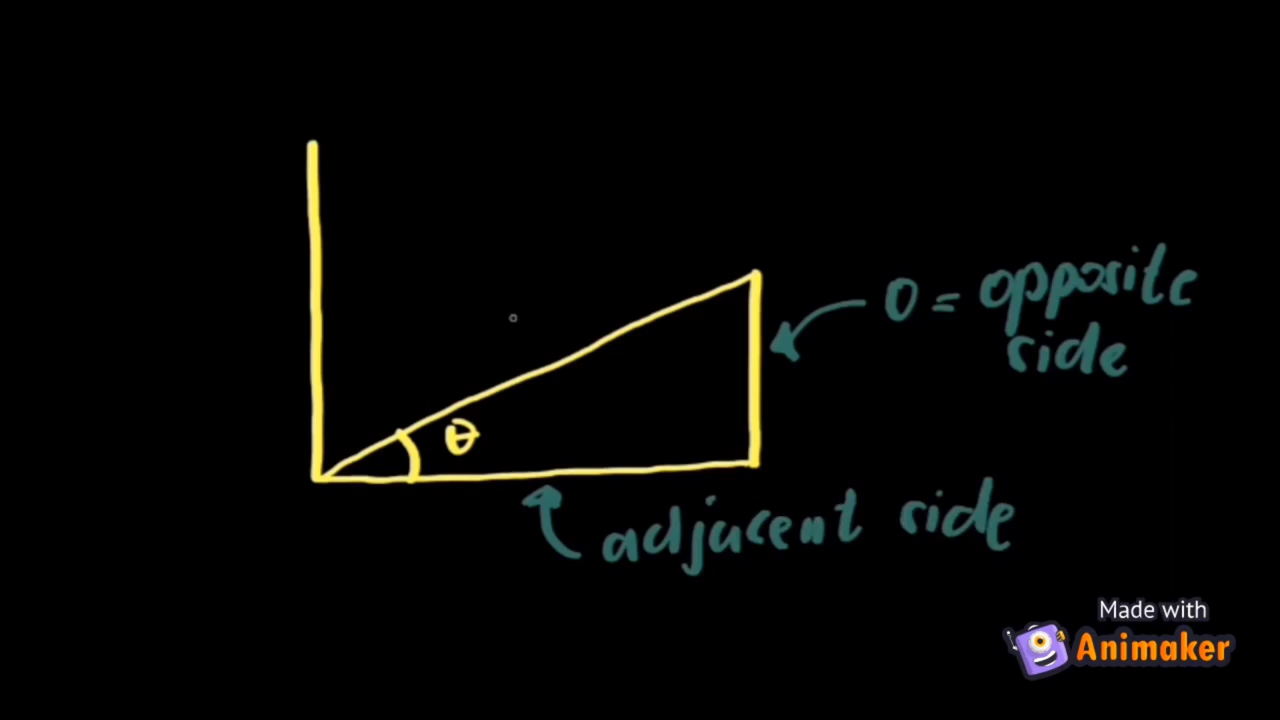 O = opposite
side
θ
adjacent side
Made with
Animaker